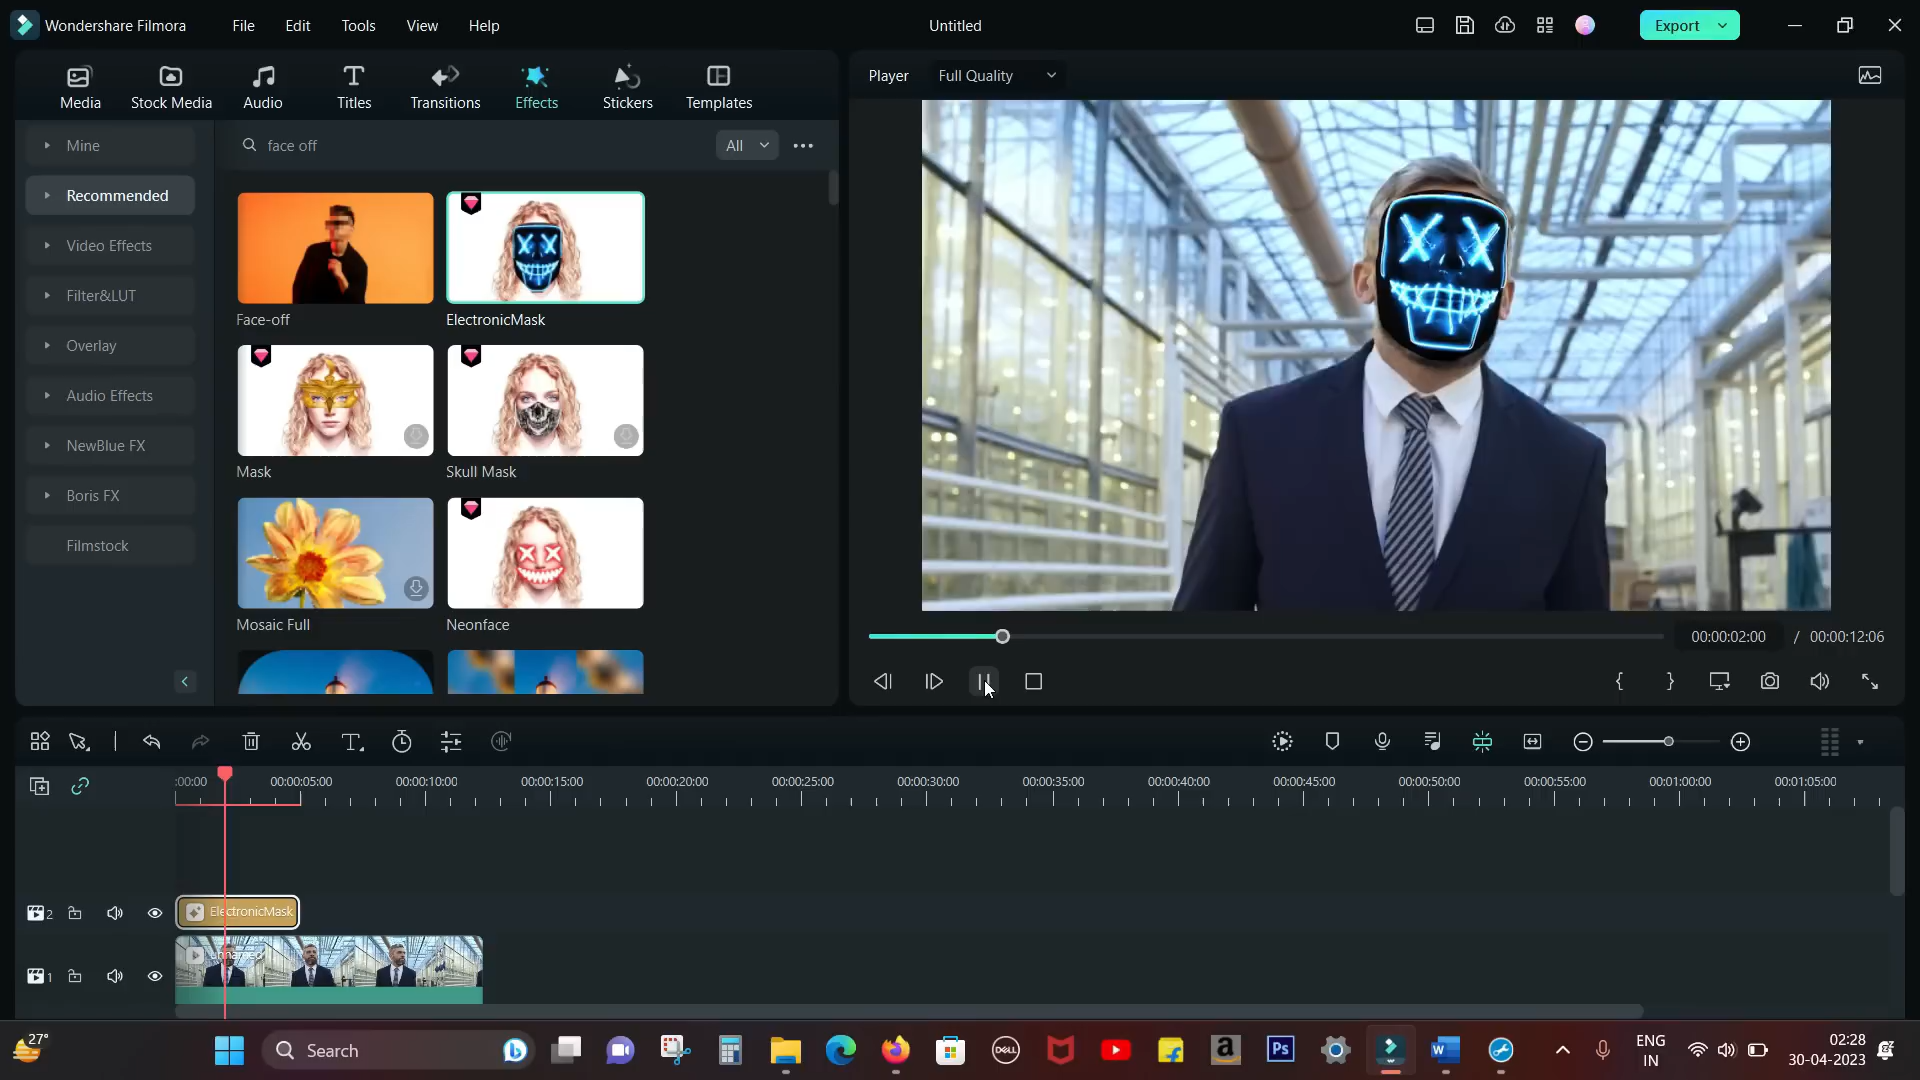 Wondershare Filmora
File
Edit
Tools
View
Help
Untitled
Export
Media
Stock Media
Audio
Titles
Transitions
Effects
Stickers
Templates
Player
Full Quality
Mine
Recommended
Video Effects
Filter&LUT
Overlay
Audio Effects
NewBlue FX
Boris FX
Filmstock
face off
All
Face-off
ElectronicMask
Mask
Skull Mask
Mosaic Full
Neonface
00:00:02:00 / 00:00:12:06
:00:00
00:00:05:00
00:00:10:00
00:00:15:00
00:00:20:00
00:00:25:00
00:00:30:00
00:00:35:00
00:00:40:00
00:00:45:00
00:00:50:00
00:00:55:00
00:01:00:00
00:01:05:00
2
ElectronicMask
1
unnamed
27°
Search
DELL
a
Ps
W
ENG
IN
02:28
30-04-2023